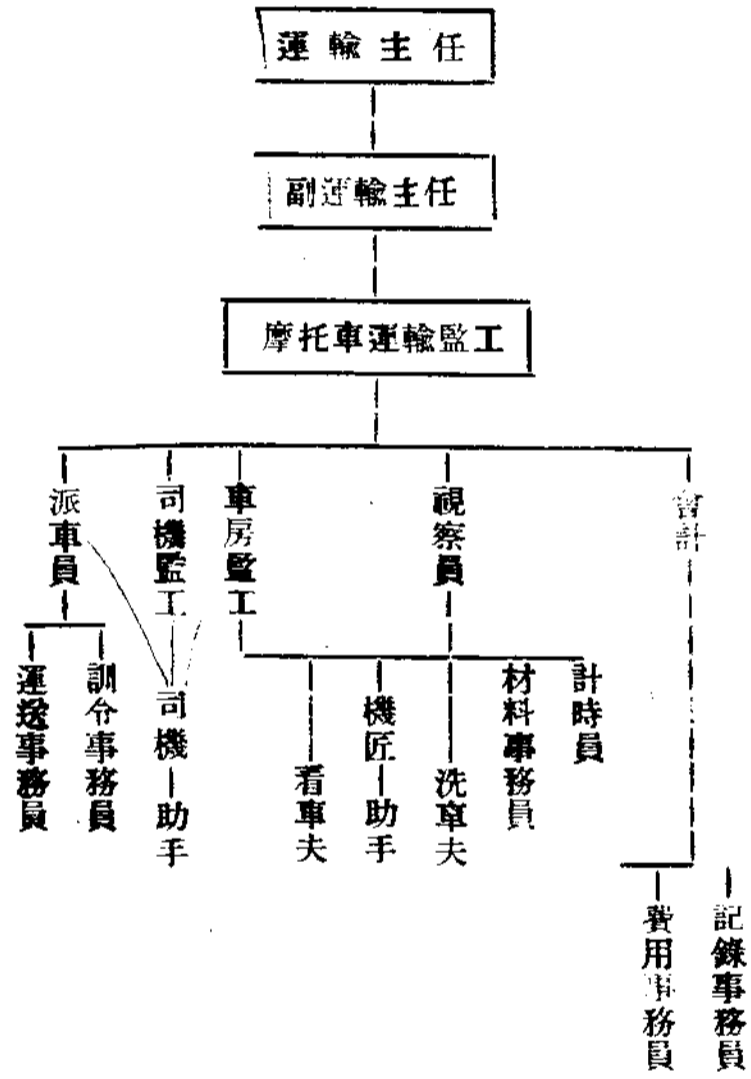 運輸主任
副運輸主任
摩托車運輸監工
派車員
司機監工
車房監工
視察員
會計
運送事務員
訓令事務員
司機
助手
看車夫
機匠
助手
洗車夫
材料事務員
計時員
費用事務員
記錄事務員